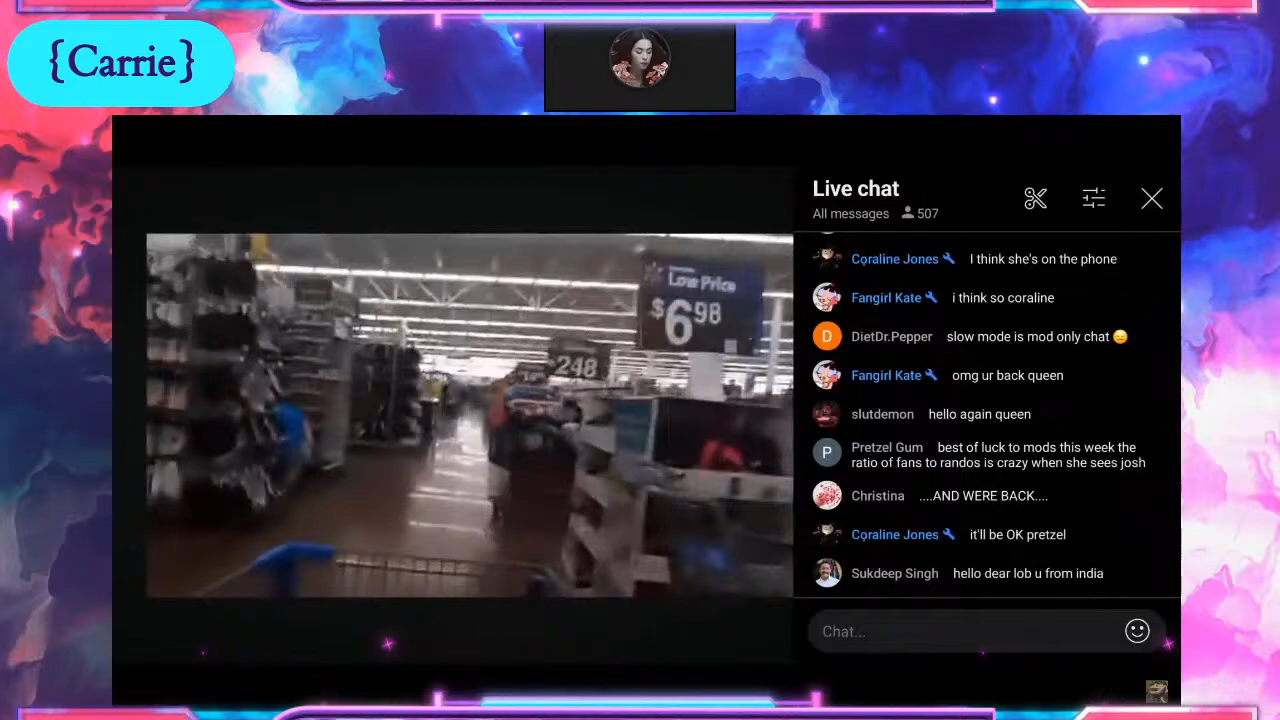 {Carrie}
Live chat
All messages 507
Coraline Jones I think she's on the phone
Fangirl Kate i think so coraline
DietDr.Pepper slow mode is mod only chat 😑
Fangirl Kate omg ur back queen
slutdemon hello again queen
Pretzel Gum best of luck to mods this week the
ratio of fans to randos is crazy when she sees josh
Christina ....AND WERE BACK....
Coraline Jones it'll be OK pretzel
Sukdeep Singh hello dear lob u from india
Chat...
Low Price
$6 98
248
D
P